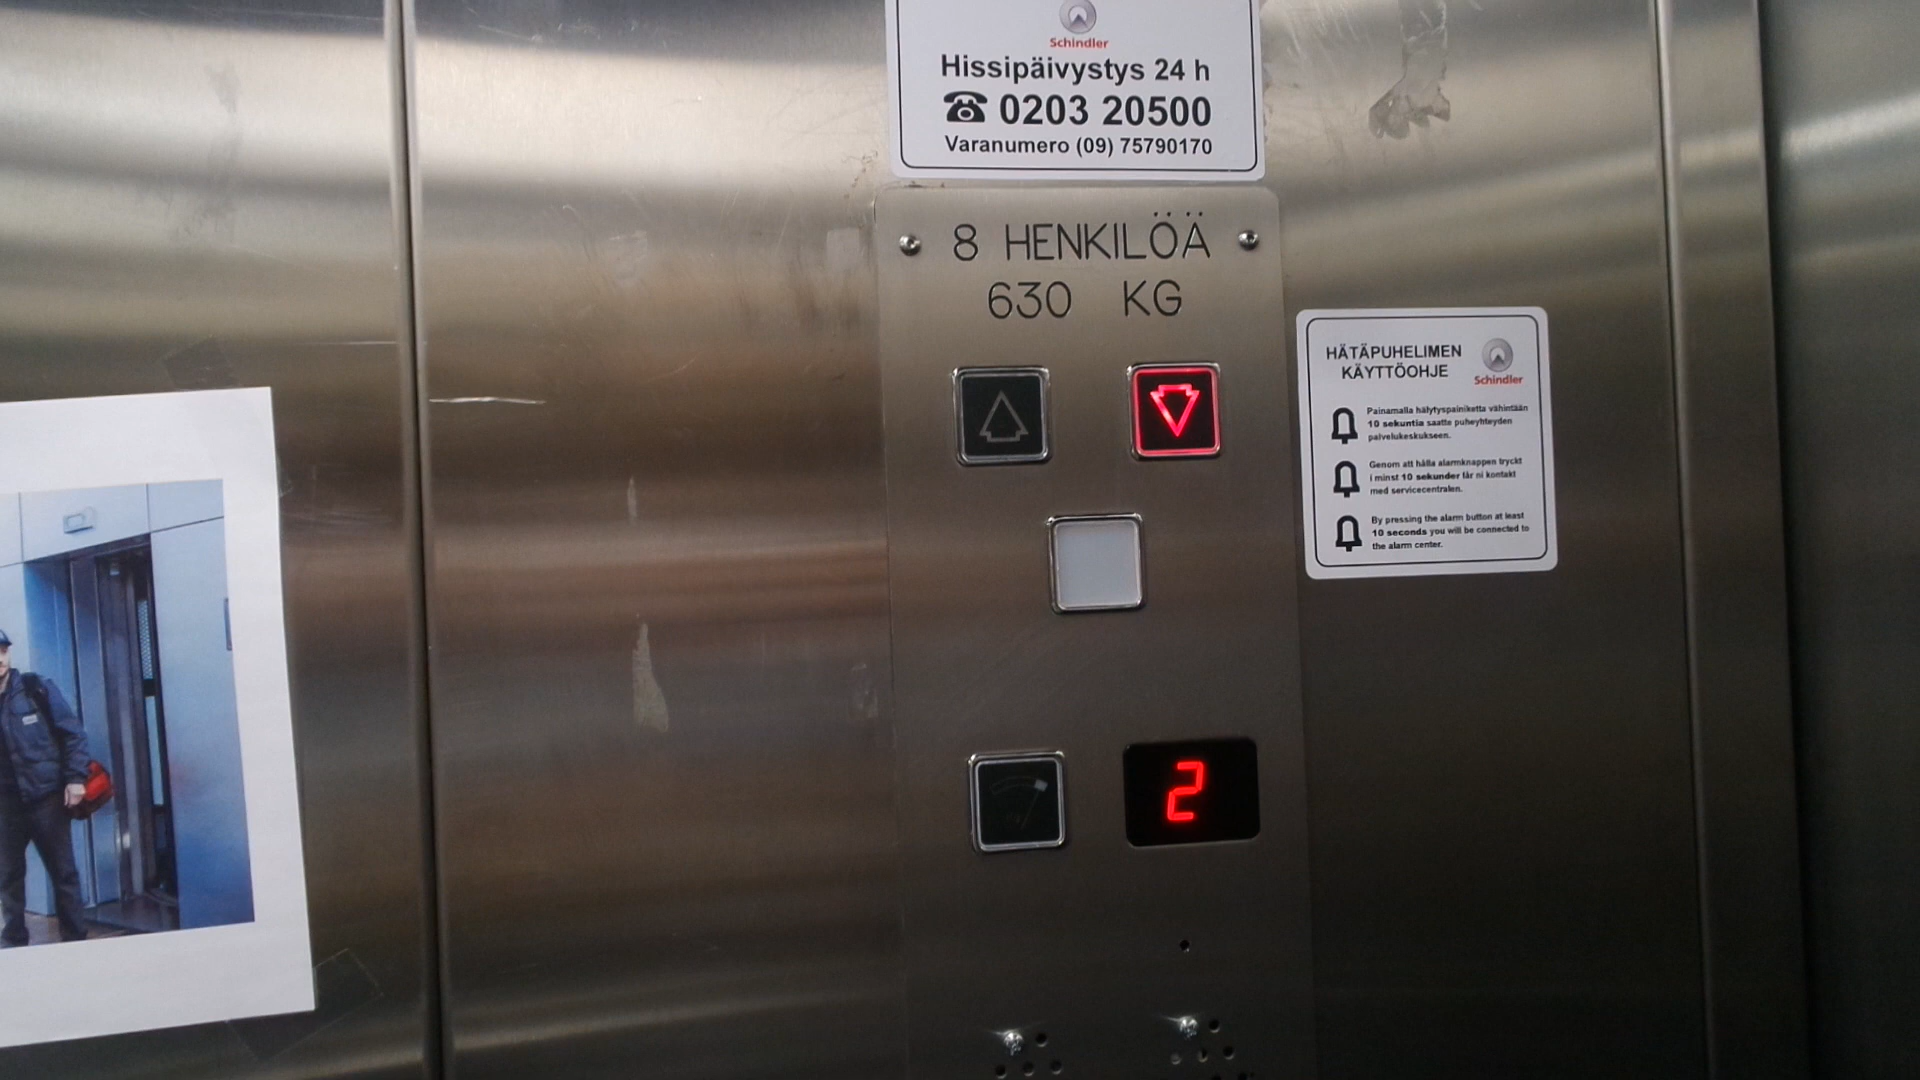 Schindler
Hissipäivystys 24 h
☎ 0203 20500
Varanumero (09) 75790170
8 HENKILÖÄ
630 KG
HÄTÄPUHELIMEN
KÄYTTÖOHJE
Schindler
Painamalla hälytyspainiketta vähintään
10 sekuntia saatte puheyhteyden
palvelukeskukseen.
Genom att hålla alarmknappen tryckt
i minst 10 sekunder får ni kontakt
med servicecentralen.
By pressing the alarm button at least
10 seconds you will be connected to
the alarm center.
2